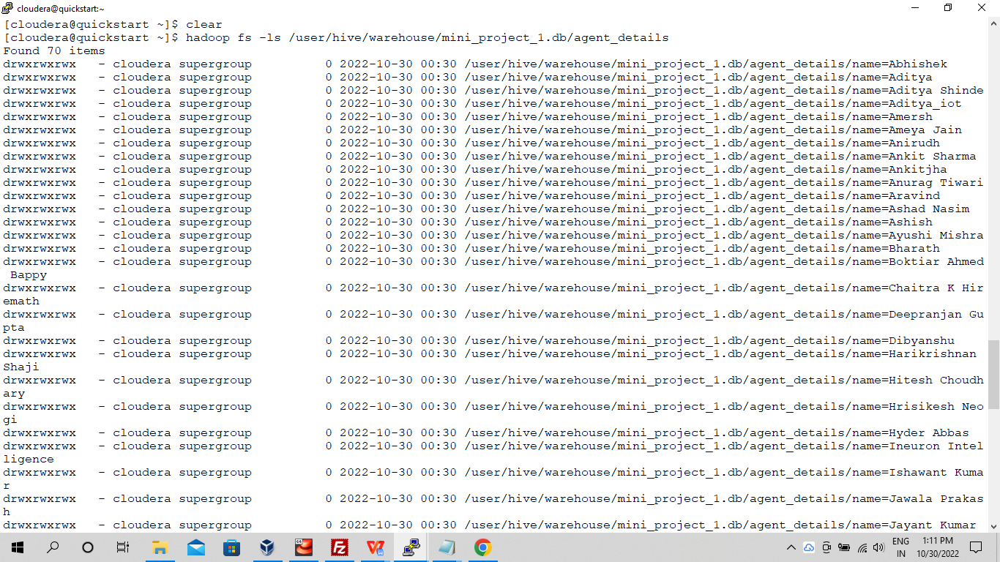 cloudera@quickstart:~
[cloudera@quickstart ~]$ clear
[cloudera@quickstart ~]$ hadoop fs -ls /user/hive/warehouse/mini_project_1.db/agent_details
Found 70 items
drwxrwxrwx   - cloudera supergroup          0 2022-10-30 00:30 /user/hive/warehouse/mini_project_1.db/agent_details/name=Abhishek
drwxrwxrwx   - cloudera supergroup          0 2022-10-30 00:30 /user/hive/warehouse/mini_project_1.db/agent_details/name=Aditya
drwxrwxrwx   - cloudera supergroup          0 2022-10-30 00:30 /user/hive/warehouse/mini_project_1.db/agent_details/name=Aditya Shinde
drwxrwxrwx   - cloudera supergroup          0 2022-10-30 00:30 /user/hive/warehouse/mini_project_1.db/agent_details/name=Aditya_iot
drwxrwxrwx   - cloudera supergroup          0 2022-10-30 00:30 /user/hive/warehouse/mini_project_1.db/agent_details/name=Amersh
drwxrwxrwx   - cloudera supergroup          0 2022-10-30 00:30 /user/hive/warehouse/mini_project_1.db/agent_details/name=Ameya Jain
drwxrwxrwx   - cloudera supergroup          0 2022-10-30 00:30 /user/hive/warehouse/mini_project_1.db/agent_details/name=Anirudh
drwxrwxrwx   - cloudera supergroup          0 2022-10-30 00:30 /user/hive/warehouse/mini_project_1.db/agent_details/name=Ankit Sharma
drwxrwxrwx   - cloudera supergroup          0 2022-10-30 00:30 /user/hive/warehouse/mini_project_1.db/agent_details/name=Ankitjha
drwxrwxrwx   - cloudera supergroup          0 2022-10-30 00:30 /user/hive/warehouse/mini_project_1.db/agent_details/name=Anurag Tiwari
drwxrwxrwx   - cloudera supergroup          0 2022-10-30 00:30 /user/hive/warehouse/mini_project_1.db/agent_details/name=Aravind
drwxrwxrwx   - cloudera supergroup          0 2022-10-30 00:30 /user/hive/warehouse/mini_project_1.db/agent_details/name=Ashad Nasim
drwxrwxrwx   - cloudera supergroup          0 2022-10-30 00:30 /user/hive/warehouse/mini_project_1.db/agent_details/name=Ashish
drwxrwxrwx   - cloudera supergroup          0 2022-10-30 00:30 /user/hive/warehouse/mini_project_1.db/agent_details/name=Ayushi Mishra
drwxrwxrwx   - cloudera supergroup          0 2022-10-30 00:30 /user/hive/warehouse/mini_project_1.db/agent_details/name=Bharath
drwxrwxrwx   - cloudera supergroup          0 2022-10-30 00:30 /user/hive/warehouse/mini_project_1.db/agent_details/name=Boktiar Ahmed
 Bappy
drwxrwxrwx   - cloudera supergroup          0 2022-10-30 00:30 /user/hive/warehouse/mini_project_1.db/agent_details/name=Chaitra K Hir
emath
drwxrwxrwx   - cloudera supergroup          0 2022-10-30 00:30 /user/hive/warehouse/mini_project_1.db/agent_details/name=Deepranjan Gu
pta
drwxrwxrwx   - cloudera supergroup          0 2022-10-30 00:30 /user/hive/warehouse/mini_project_1.db/agent_details/name=Dibyanshu
drwxrwxrwx   - cloudera supergroup          0 2022-10-30 00:30 /user/hive/warehouse/mini_project_1.db/agent_details/name=Harikrishnan
Shaji
drwxrwxrwx   - cloudera supergroup          0 2022-10-30 00:30 /user/hive/warehouse/mini_project_1.db/agent_details/name=Hitesh Choudh
ary
drwxrwxrwx   - cloudera supergroup          0 2022-10-30 00:30 /user/hive/warehouse/mini_project_1.db/agent_details/name=Hrisikesh Neo
gi
drwxrwxrwx   - cloudera supergroup          0 2022-10-30 00:30 /user/hive/warehouse/mini_project_1.db/agent_details/name=Hyder Abbas
drwxrwxrwx   - cloudera supergroup          0 2022-10-30 00:30 /user/hive/warehouse/mini_project_1.db/agent_details/name=Ineuron Intel
ligence
drwxrwxrwx   - cloudera supergroup          0 2022-10-30 00:30 /user/hive/warehouse/mini_project_1.db/agent_details/name=Ishawant Kuma
r
drwxrwxrwx   - cloudera supergroup          0 2022-10-30 00:30 /user/hive/warehouse/mini_project_1.db/agent_details/name=Jawala Prakas
h
drwxrwxrwx   - cloudera supergroup          0 2022-10-30 00:30 /user/hive/warehouse/mini_project_1.db/agent_details/name=Jayant Kumar
ENG
IN
1:11 PM
10/30/2022